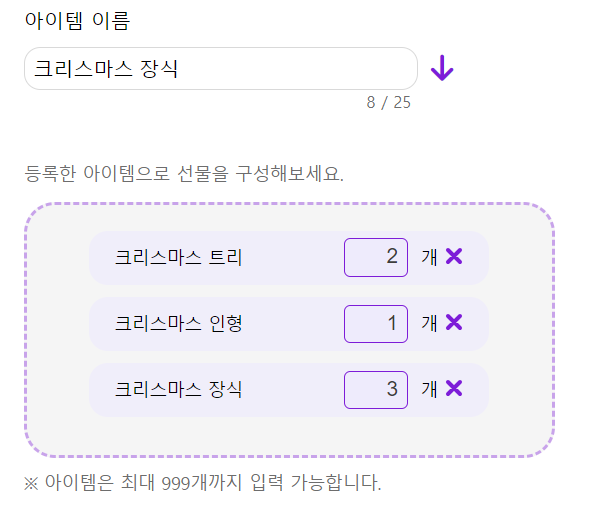 아이템 이름
크리스마스 장식
8 / 25
등록한 아이템으로 선물을 구성해보세요.
크리스마스 트리 2 개
크리스마스 인형 1 개
크리스마스 장식 3 개
※ 아이템은 최대 999개까지 입력 가능합니다.